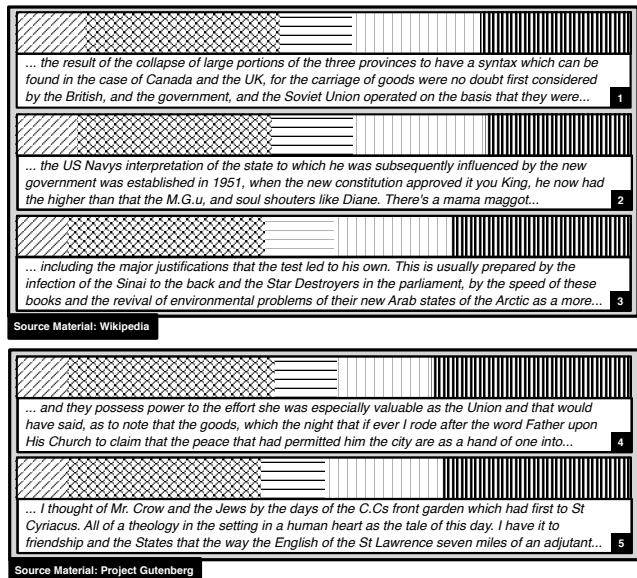 ... the result of the collapse of large portions of the three provinces to have a syntax which can be
found in the case of Canada and the UK, for the carriage of goods were no doubt first considered
by the British, and the government, and the Soviet Union operated on the basis that they were...
1
... the US Navys interpretation of the state to which he was subsequently influenced by the new
government was established in 1951, when the new constitution approved it you King, he now had
the higher than that the M.G.u, and soul shouters like Diane. There's a mama maggot...
2
... including the major justifications that the test led to his own. This is usually prepared by the
infection of the Sinai to the back and the Star Destroyers in the parliament, by the speed of these
books and the revival of environmental problems of their new Arab states of the Arctic as a more...
3
Source Material: Wikipedia
... and they possess power to the effort she was especially valuable as the Union and that would
have said, as to note that the goods, which the night that if ever I rode after the word Father upon
His Church to claim that the peace that had permitted him the city are as a hand of one into...
4
... I thought of Mr. Crow and the Jews by the days of the C.Cs front garden which had first to St
Cyriacus. All of a theology in the setting in a human heart as the tale of this day. I have it to
friendship and the States that the way the English of the St Lawrence seven miles of an adjutant...
5
Source Material: Project Gutenberg